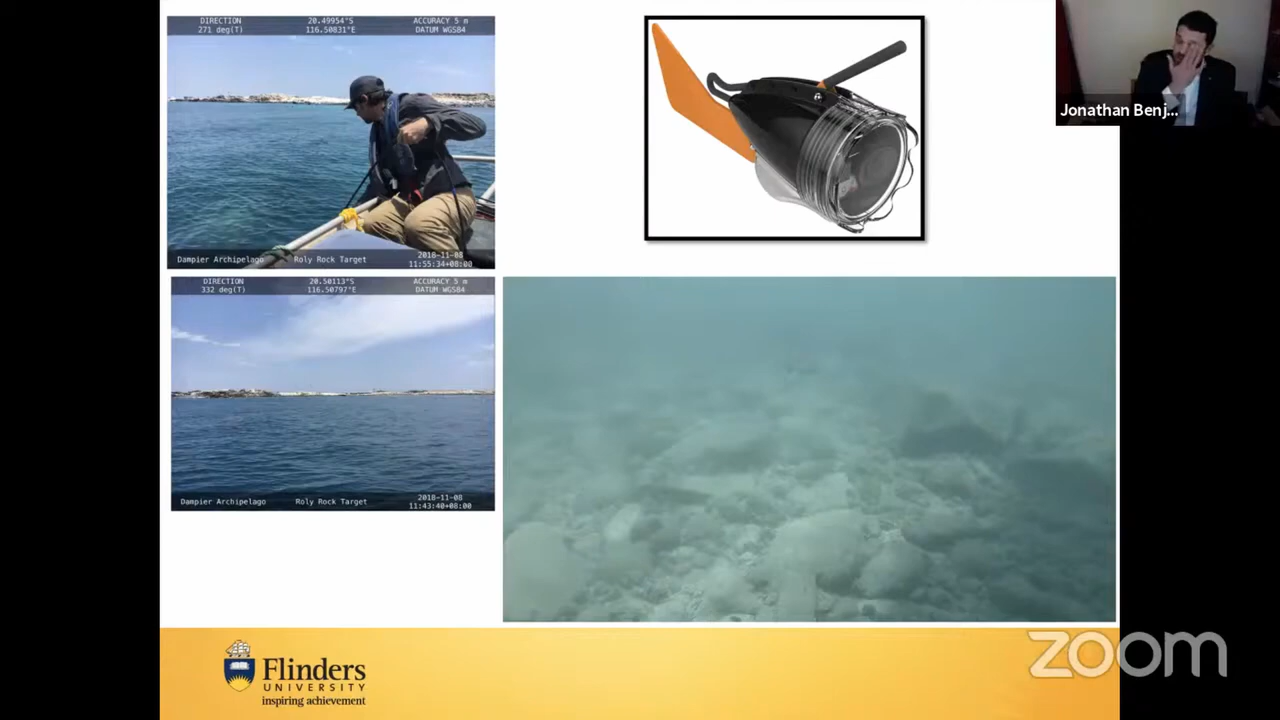 DIRECTION 20.49954°S ACCURACY 5 m
271 deg(T) 116.50831°E DATUM WGS84
Dampier Archipelago Roly Rock Target 2018-11-08
11:55:34+08:00
DIRECTION 20.50113°S ACCURACY 5 m
332 deg(T) 116.50797°E DATUM WGS84
Dampier Archipelago Roly Rock Target 2018-11-08
11:43:40+08:00
Jonathan Benj...
Flinders
UNIVERSITY
inspiring achievement
zoom